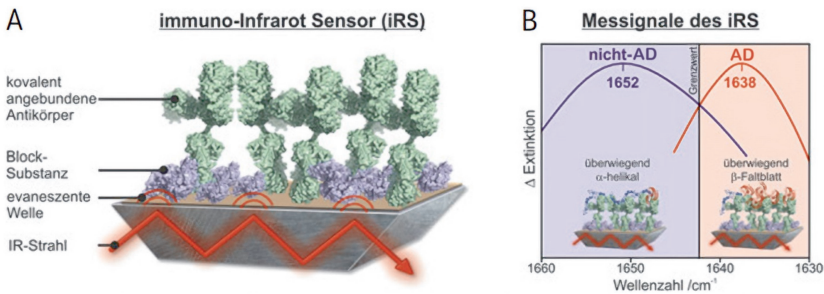 A
immuno-Infrarot Sensor (iRS)
kovalent
angebundene
Antikörper
Block-
Substanz
evaneszente
Welle
IR-Strahl
B
Messignale des iRS
nicht-AD
1652
Grenzwert
AD
1638
Δ Extinktion
überwiegend
α-helikal
überwiegend
β-Faltblatt
1660
1650
1640
1630
Wellenzahl /cm⁻¹